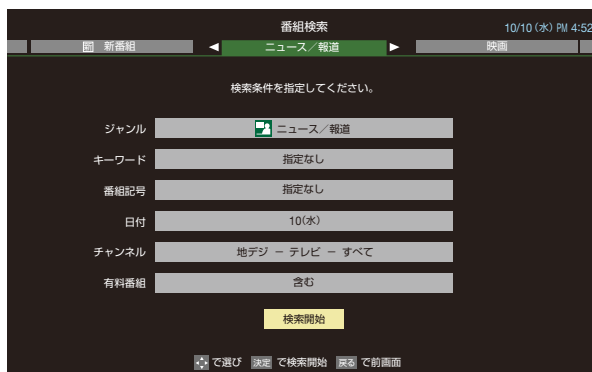 番組検索 10/10(水) PM 4:52
新番組 ニュース／報道 映画
検索条件を指定してください。
ジャンル ニュース／報道
キーワード 指定なし
番組記号 指定なし
日付 10(水)
チャンネル 地デジ － テレビ － すべて
有料番組 含む
検索開始
で選び 決定 で検索開始 戻る で前画面